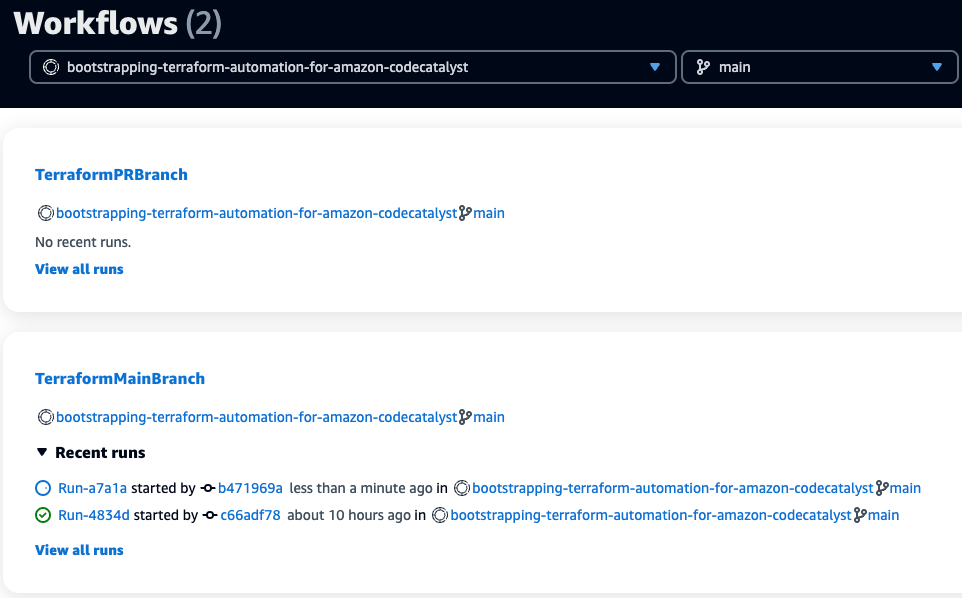 Workflows (2)
bootstrapping-terraform-automation-for-amazon-codecatalyst main
TerraformPRBranch
bootstrapping-terraform-automation-for-amazon-codecatalyst main
No recent runs.
View all runs
TerraformMainBranch
bootstrapping-terraform-automation-for-amazon-codecatalyst main
Recent runs
Run-a7a1a started by b471969a less than a minute ago in bootstrapping-terraform-automation-for-amazon-codecatalyst main
Run-4834d started by c66adf78 about 10 hours ago in bootstrapping-terraform-automation-for-amazon-codecatalyst main
View all runs